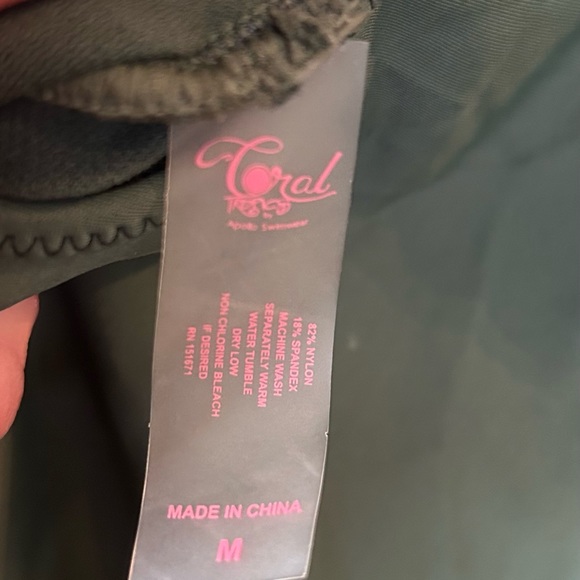 Coral
by
Apollo Swimwear
82% NYLON
18% SPANDEX
MACHINE WASH
SEPARATELY WARM
WATER TUMBLE
DRY LOW
NON CHLORINE BLEACH
IF DESIRED
RN 151671
MADE IN CHINA
M